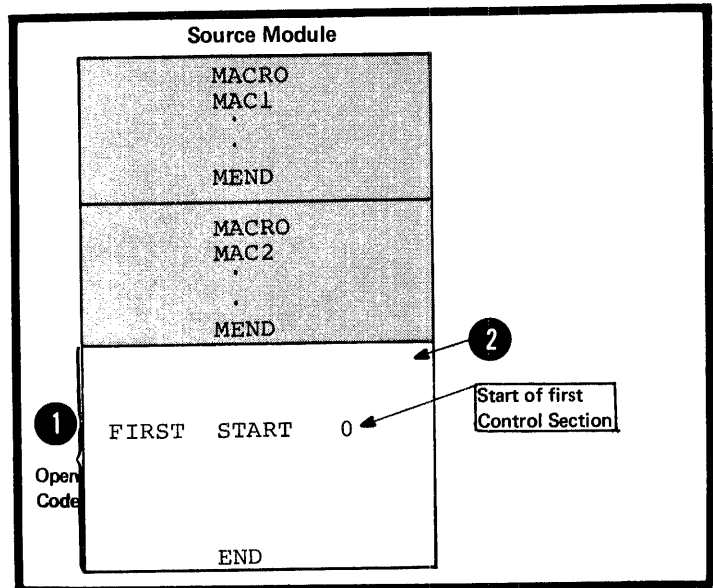 Source Module
MACRO
MAC1
.
.
MEND
MACRO
MAC2
.
.
MEND
2
Start of first
Control Section
1
FIRST START 0
Open
Code
END